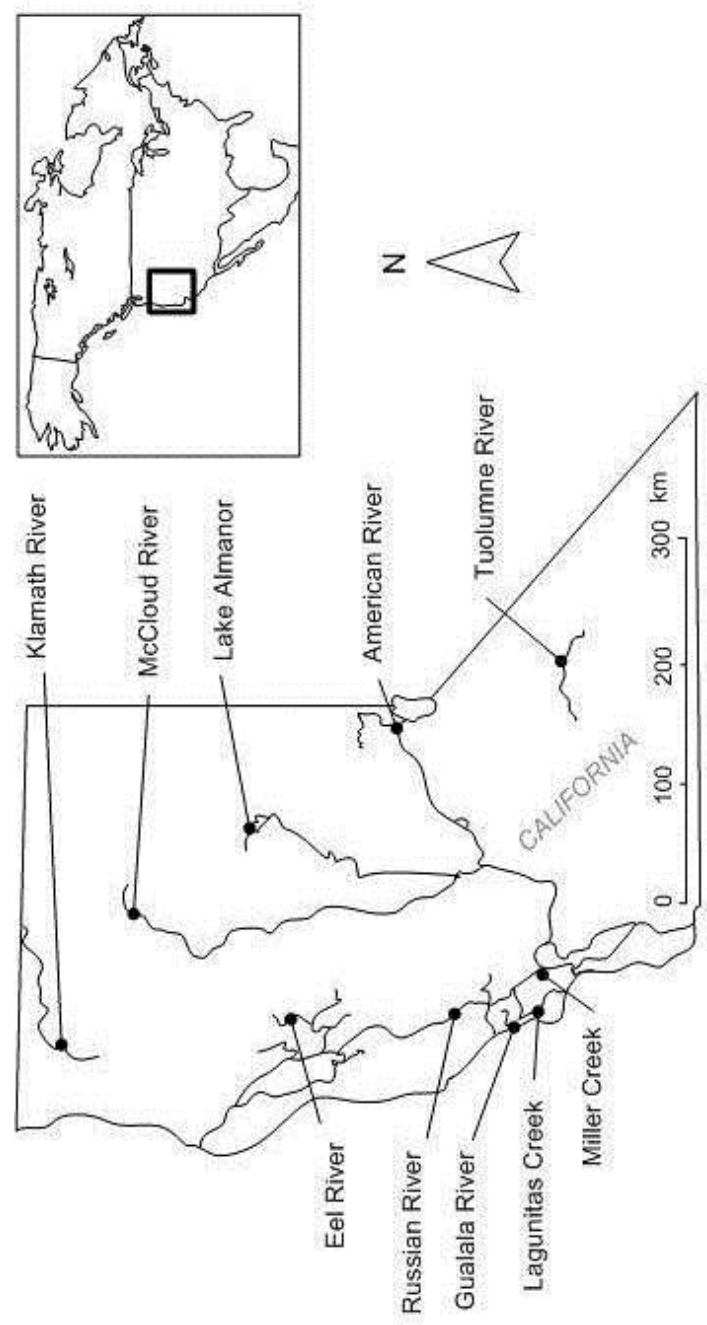 N
Klamath River
McCloud River
Lake Almanor
American River
Tuolumne River
Eel River
Russian River
Gualala River
Lagunitas Creek
Miller Creek
CALIFORNIA
0 100 200 300 km